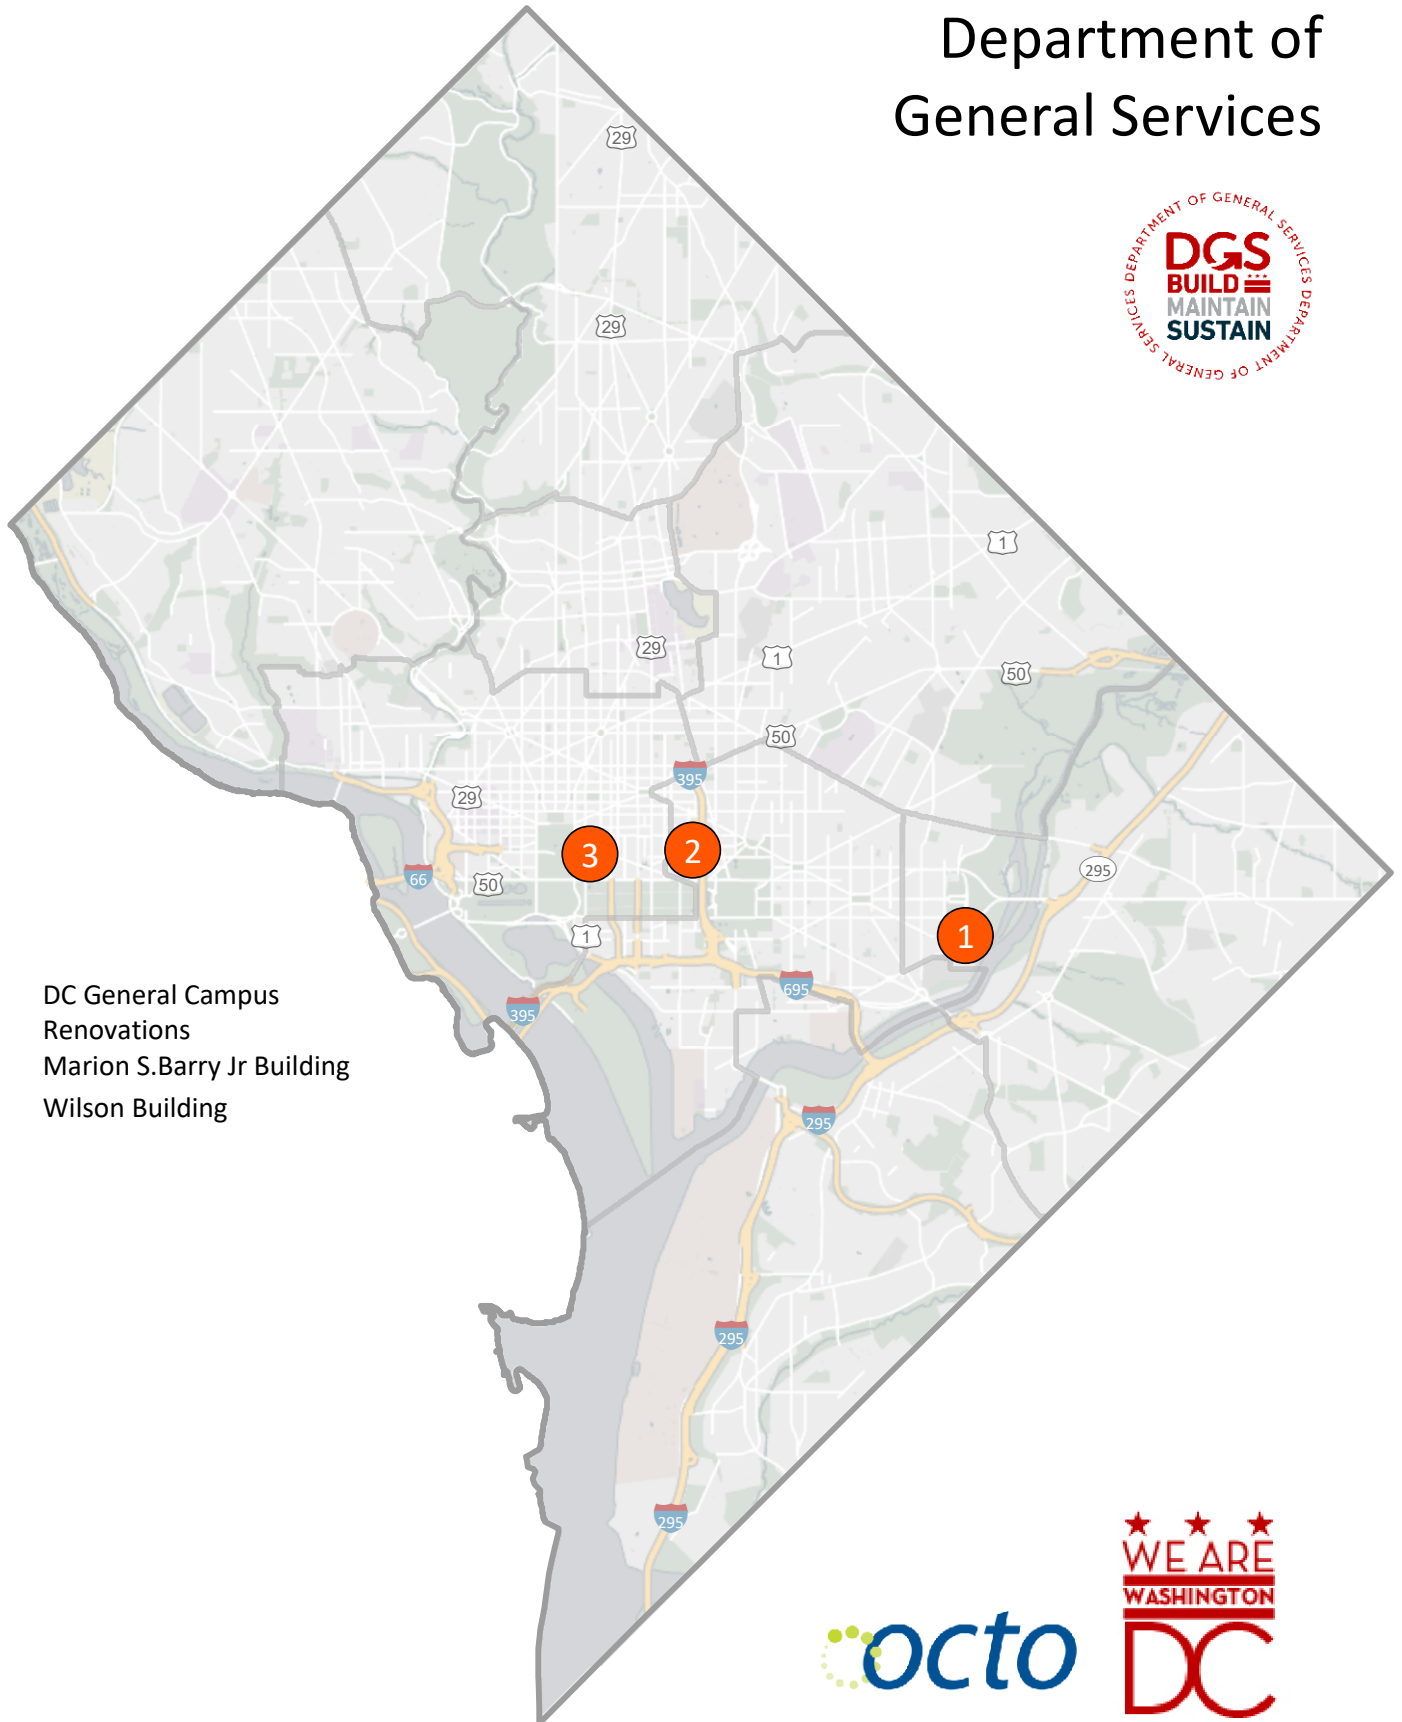 Department of
General Services
DEPARTMENT OF GENERAL SERVICES DEPARTMENT OF GENERAL SERVICES
DGS
BUILD
MAINTAIN
SUSTAIN
29
29
1
29
1
50
50
395
29
3
2
66
50
295
1
1
695
395
DC General Campus
Renovations
Marion S.Barry Jr Building
Wilson Building
295
295
295
octo
WE ARE
WASHINGTON
DC